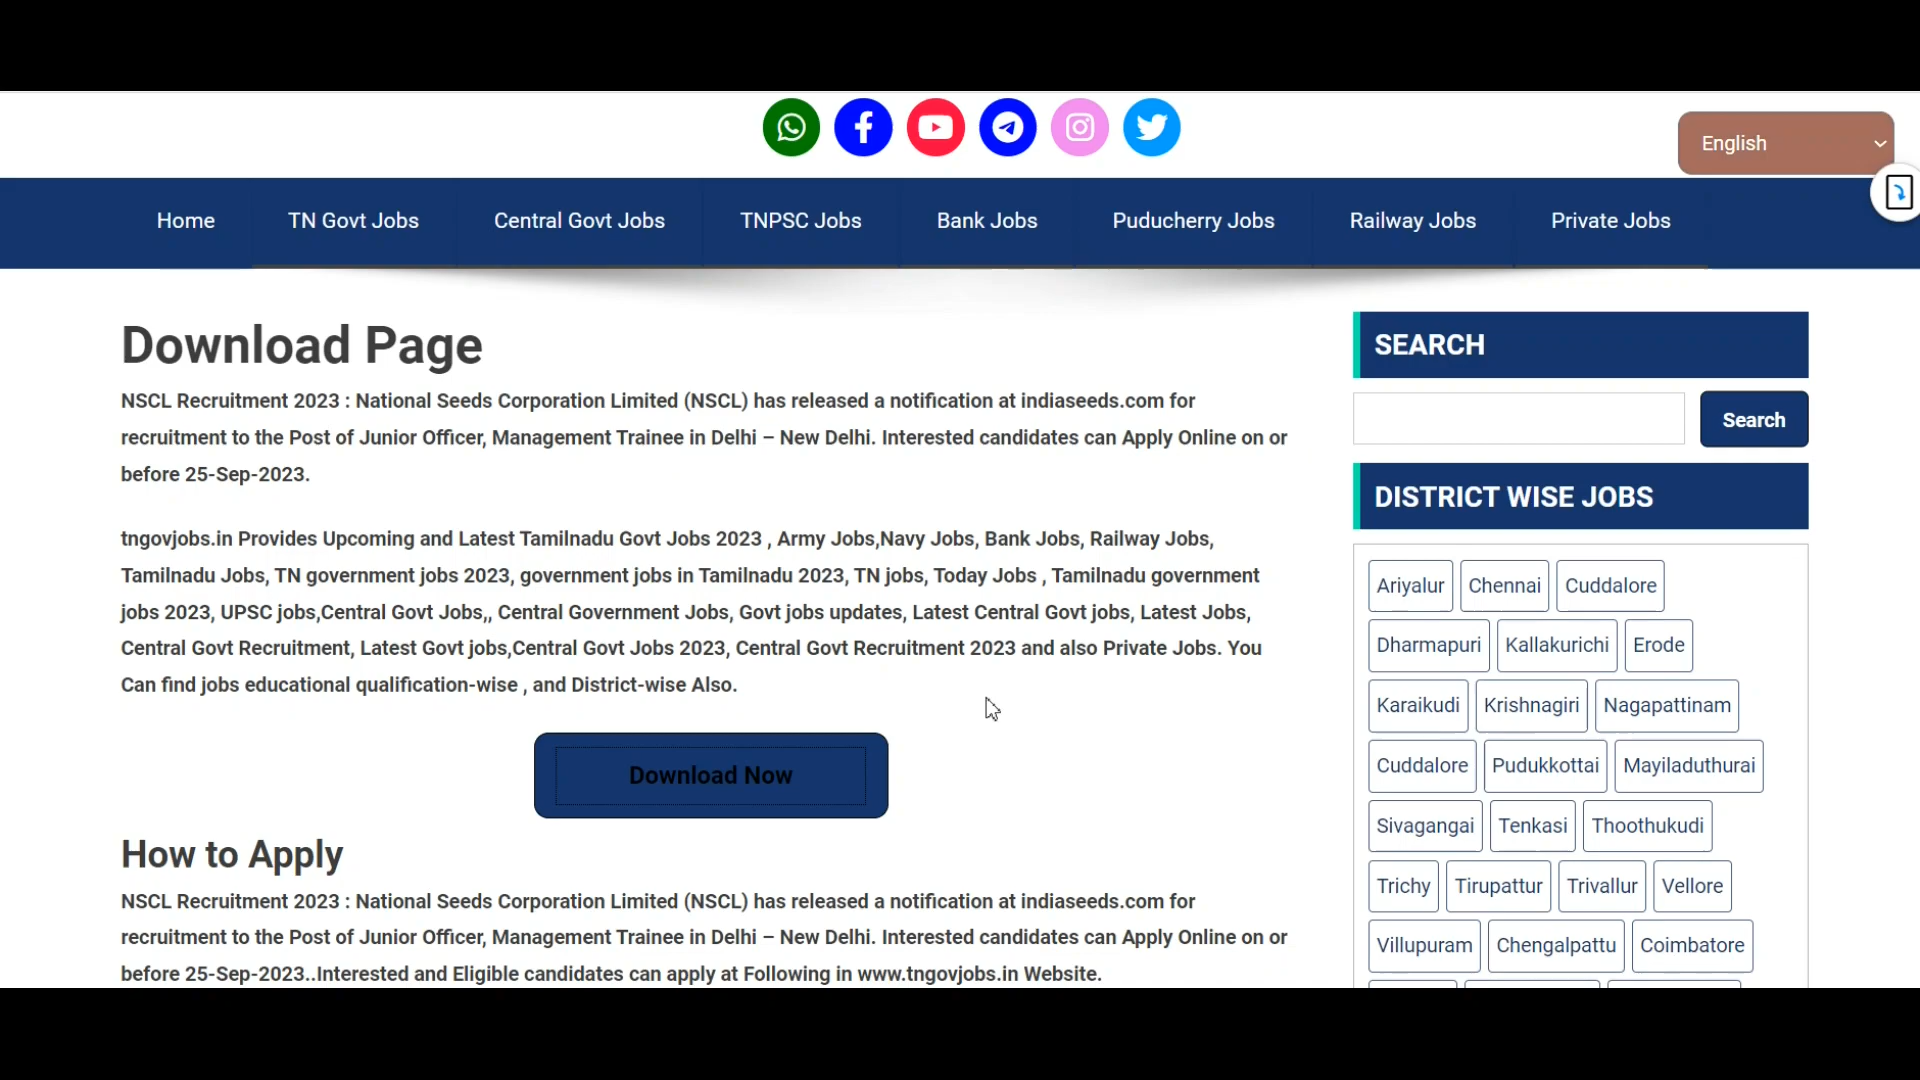 English
Home
TN Govt Jobs
Central Govt Jobs
TNPSC Jobs
Bank Jobs
Puducherry Jobs
Railway Jobs
Private Jobs
Download Page
NSCL Recruitment 2023 : National Seeds Corporation Limited (NSCL) has released a notification at indiaseeds.com for
recruitment to the Post of Junior Officer, Management Trainee in Delhi – New Delhi. Interested candidates can Apply Online on or
before 25-Sep-2023.
tngovjobs.in Provides Upcoming and Latest Tamilnadu Govt Jobs 2023 , Army Jobs,Navy Jobs, Bank Jobs, Railway Jobs,
Tamilnadu Jobs, TN government jobs 2023, government jobs in Tamilnadu 2023, TN jobs, Today Jobs , Tamilnadu government
jobs 2023, UPSC jobs,Central Govt Jobs,, Central Government Jobs, Govt jobs updates, Latest Central Govt jobs, Latest Jobs,
Central Govt Recruitment, Latest Govt jobs,Central Govt Jobs 2023, Central Govt Recruitment 2023 and also Private Jobs. You
Can find jobs educational qualification-wise , and District-wise Also.
Download Now
How to Apply
NSCL Recruitment 2023 : National Seeds Corporation Limited (NSCL) has released a notification at indiaseeds.com for
recruitment to the Post of Junior Officer, Management Trainee in Delhi – New Delhi. Interested candidates can Apply Online on or
before 25-Sep-2023..Interested and Eligible candidates can apply at Following in www.tngovjobs.in Website.
SEARCH
Search
DISTRICT WISE JOBS
Ariyalur Chennai Cuddalore
Dharmapuri Kallakurichi Erode
Karaikudi Krishnagiri Nagapattinam
Cuddalore Pudukkottai Mayiladuthurai
Sivagangai Tenkasi Thoothukudi
Trichy Tirupattur Trivallur Vellore
Villupuram Chengalpattu Coimbatore